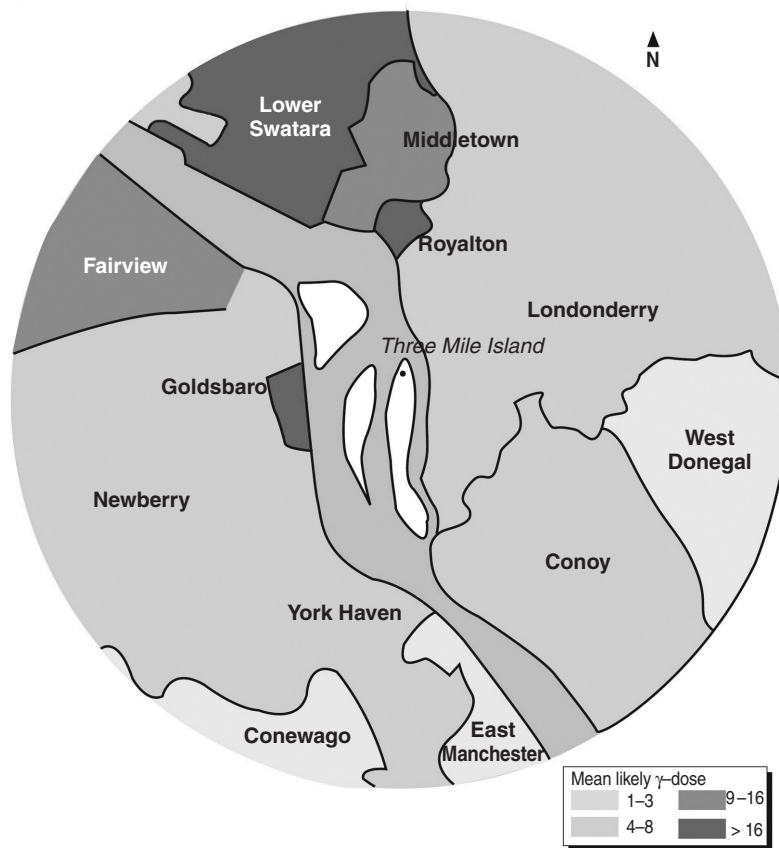 N
Lower
Swatara
Middletown
Royalton
Fairview
Londonderry
Three Mile Island
Goldsbaro
West
Donegal
Newberry
Conoy
York Haven
East
Manchester
Conewago
Mean likely γ–dose
1–3
9–16
4–8
> 16